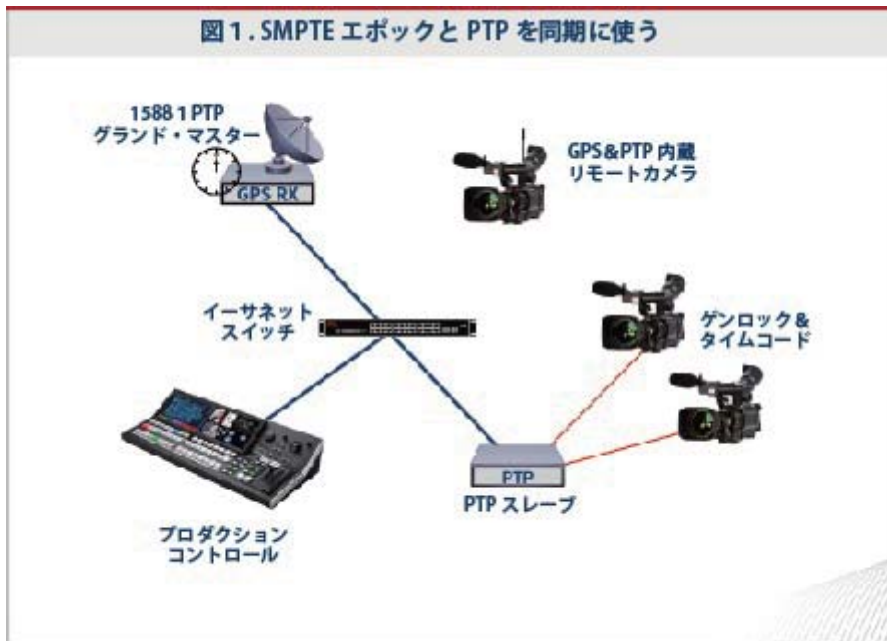 図１. SMPTE エポックと PTP を同期に使う
1588 1 PTP
グランド・マスター
GPS RK
GPS&PTP 内蔵
リモートカメラ
イーサネット
スイッチ
ゲンロック＆
タイムコード
PTP
PTP スレーブ
プロダクション
コントロール